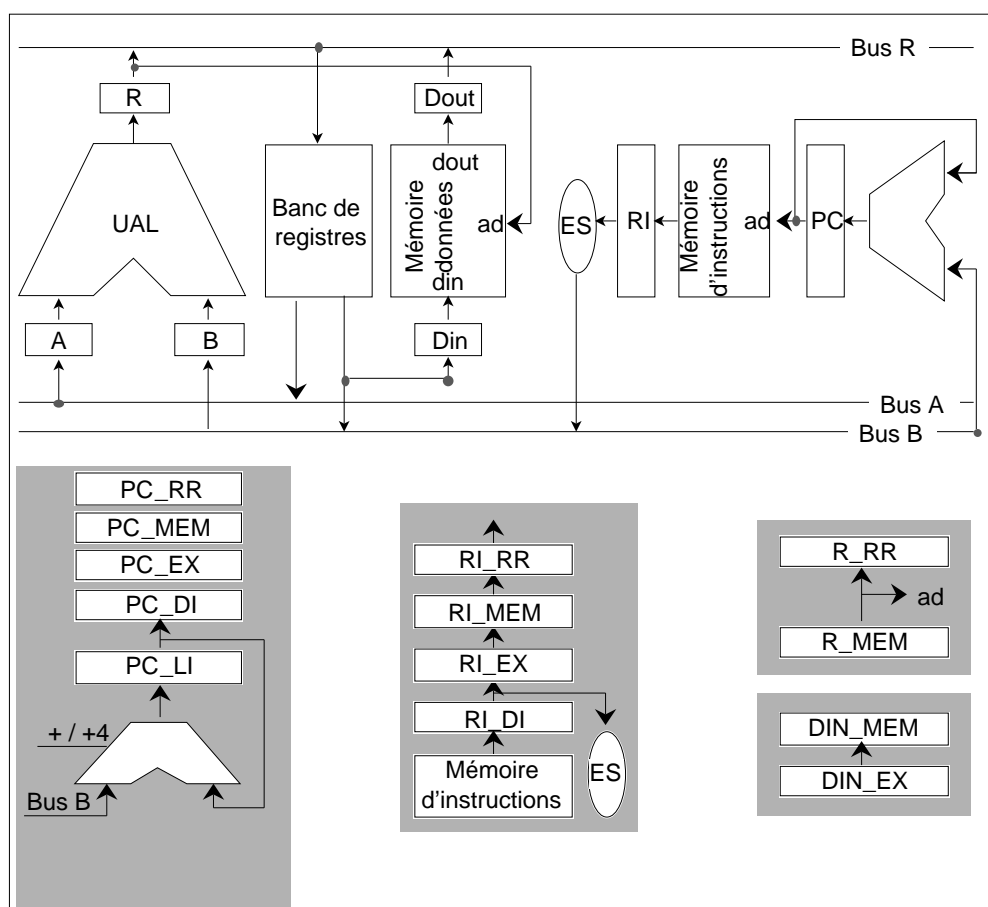 Bus R
R
Dout
UAL
Banc de
registres
Mémoire
données
dout
ad
din
ES
RI
Mémoire
d'instructions
ad
PC
A
B
Din
Bus A
Bus B
PC_RR
PC_MEM
PC_EX
PC_DI
PC_LI
+ / +4
Bus B
RI_RR
RI_MEM
RI_EX
RI_DI
Mémoire
d'instructions
ES
R_RR
ad
R_MEM
DIN_MEM
DIN_EX